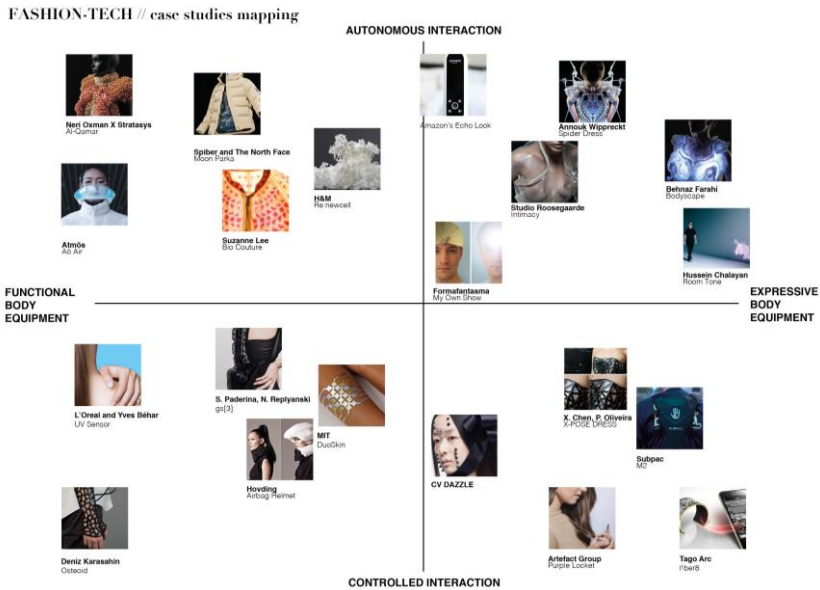 FASHION-TECH // case studies mapping
AUTONOMOUS INTERACTION
Neri Oxman X Stratasys
Al-Qamar
Spiber and The North Face
Moon Parka
H&M
Re:newcell
Amazon's Echo Look
Annouk Wippreckt
Spider Dress
Studio Roosegaarde
Intimacy
Behnaz Farahi
Bodyscape
Atmōs
Aō Air
Suzanne Lee
Bio Couture
Formafantasma
My Own Show
Hussein Chalayan
Room Tone
FUNCTIONAL
BODY
EQUIPMENT
EXPRESSIVE
BODY
EQUIPMENT
L'Oreal and Yves Béhar
UV Sensor
S. Paderina, N. Replyanski
gs[3]
MIT
DuoSkin
Hovding
Airbag Helmet
X. Chen, P. Oliveira
X-POSE DRESS
Subpac
M2
CV DAZZLE
Deniz Karasahin
Osteoid
Artefact Group
Purple Locket
Tago Arc
CONTROLLED INTERACTION